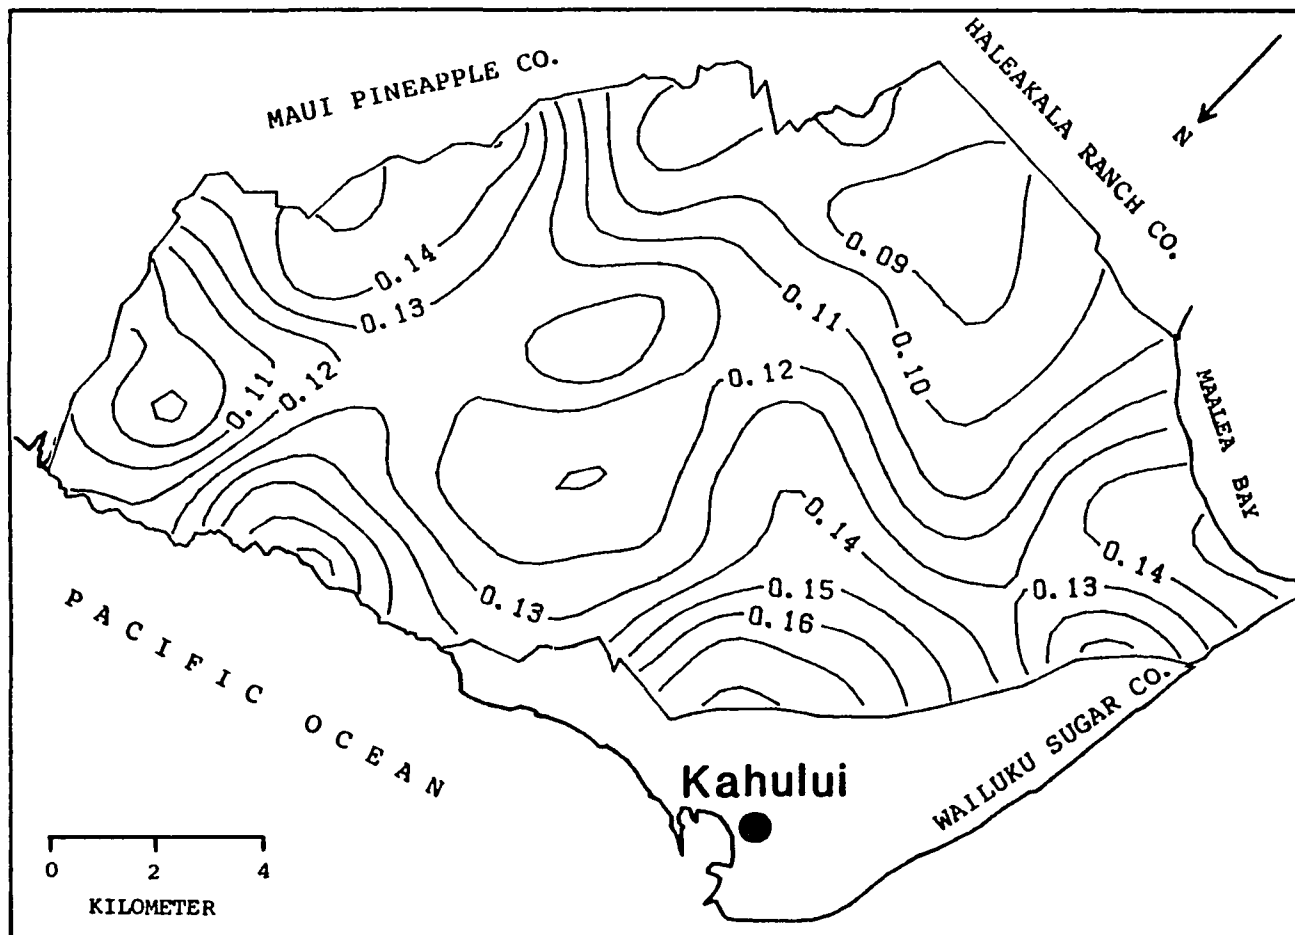 MAUI PINEAPPLE CO.
HALEAKALA RANCH CO.
N
0.14
0.13
0.09
0.11
0.10
0.12
0.11
0.12
MAALEA BAY
0.14
0.13
0.15
0.16
0.14
0.13
PACIFIC OCEAN
WAILUKU SUGAR CO.
Kahului
0 2 4
KILOMETER